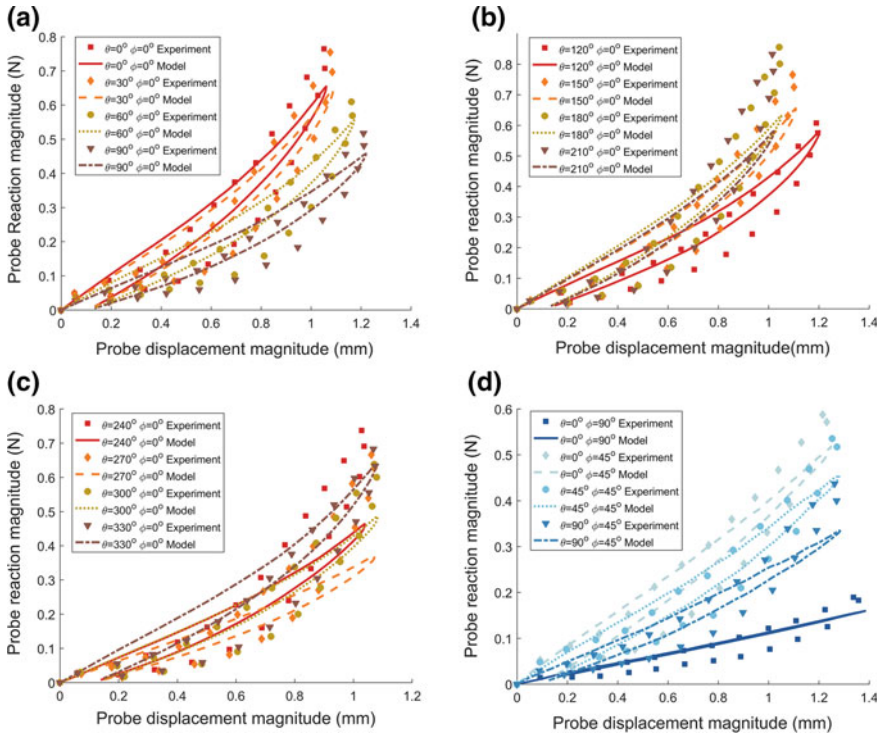 (a)
Probe Reaction magnitude (N)
0.8
0.7
0.6
0.5
0.4
0.3
0.2
0.1
0
θ=0° ϕ=0° Experiment
θ=0° ϕ=0° Model
θ=30° ϕ=0° Experiment
θ=30° ϕ=0° Model
θ=60° ϕ=0° Experiment
θ=60° ϕ=0° Model
θ=90° ϕ=0° Experiment
θ=90° ϕ=0° Model
0 0.2 0.4 0.6 0.8 1 1.2 1.4
Probe displacement magnitude (mm)
(b)
Probe reaction magnitude (N)
0.9
0.8
0.7
0.6
0.5
0.4
0.3
0.2
0.1
0
θ=120° ϕ=0° Experiment
θ=120° ϕ=0° Model
θ=150° ϕ=0° Experiment
θ=150° ϕ=0° Model
θ=180° ϕ=0° Experiment
θ=180° ϕ=0° Model
θ=210° ϕ=0° Experiment
θ=210° ϕ=0° Model
0 0.2 0.4 0.6 0.8 1 1.2 1.4
Probe displacement magnitude(mm)
(c)
Probe reaction magnitude (N)
0.8
0.7
0.6
0.5
0.4
0.3
0.2
0.1
0
θ=240° ϕ=0° Experiment
θ=240° ϕ=0° Model
θ=270° ϕ=0° Experiment
θ=270° ϕ=0° Model
θ=300° ϕ=0° Experiment
θ=300° ϕ=0° Model
θ=330° ϕ=0° Experiment
θ=330° ϕ=0° Model
0 0.2 0.4 0.6 0.8 1 1.2
Probe displacement magnitude (mm)
(d)
Probe reaction magnitude (N)
0.6
0.5
0.4
0.3
0.2
0.1
0
θ=0° ϕ=90° Experiment
θ=0° ϕ=90° Model
θ=0° ϕ=45° Experiment
θ=0° ϕ=45° Model
θ=45° ϕ=45° Experiment
θ=45° ϕ=45° Model
θ=90° ϕ=45° Experiment
θ=90° ϕ=45° Model
0 0.2 0.4 0.6 0.8 1 1.2 1.4
Probe displacement magnitude (mm)